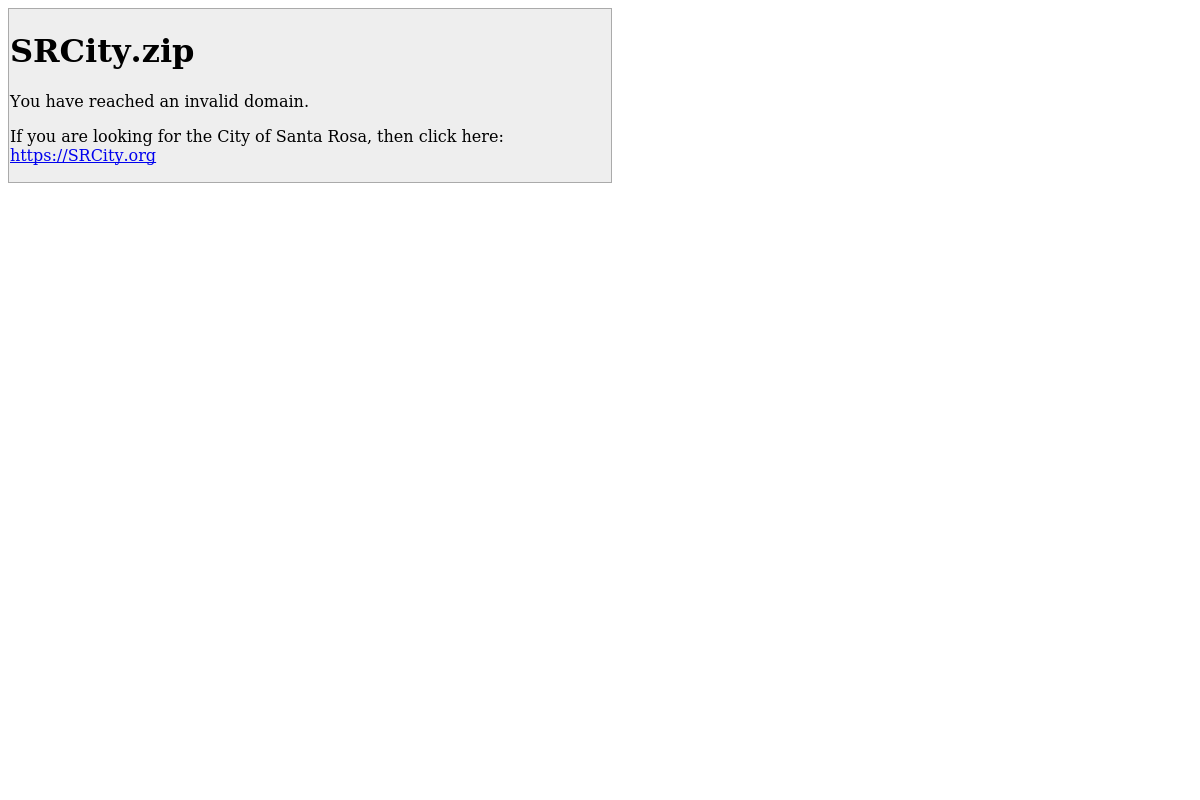 SRCity.zip
You have reached an invalid domain.
If you are looking for the City of Santa Rosa, then click here:
https://SRCity.org